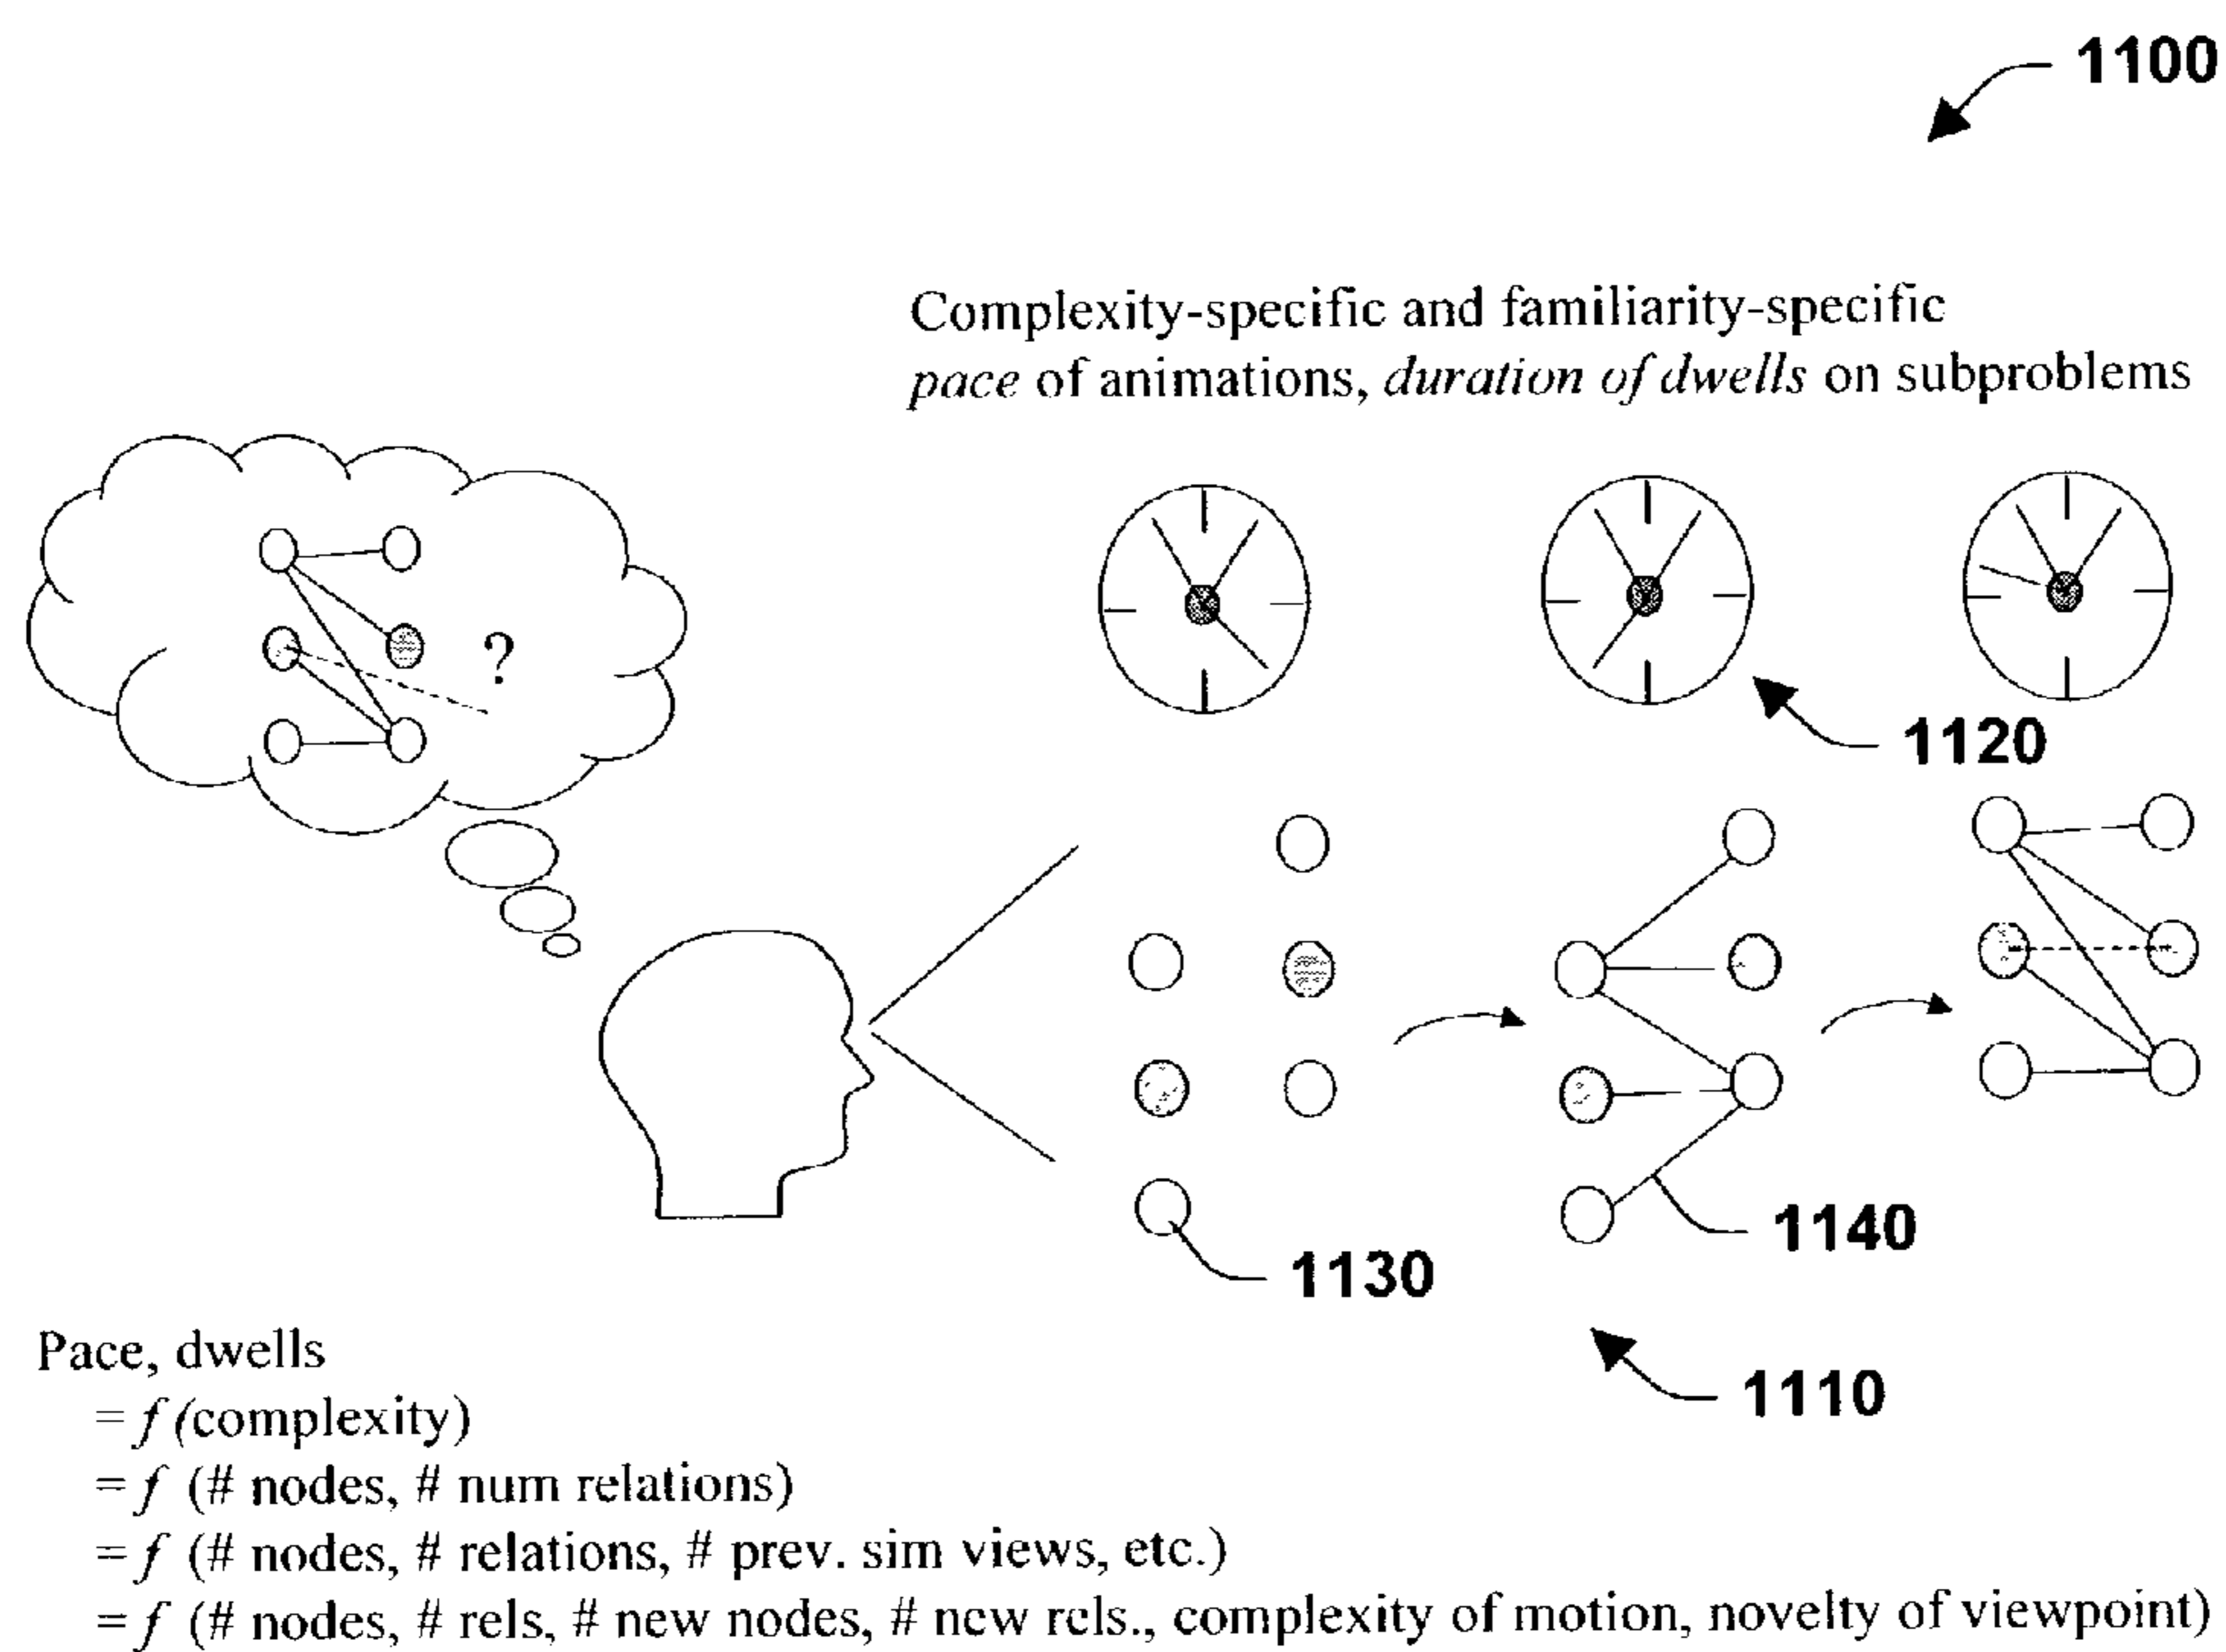 1100
Complexity-specific and familiarity-specific
pace of animations, duration of dwells on subproblems
?
1120
1140
1130
1110
Pace, dwells
= f (complexity)
= f (# nodes, # num relations)
= f (# nodes, # relations, # prev. sim views, etc.)
= f (# nodes, # rels, # new nodes, # new rels., complexity of motion, novelty of viewpoint)